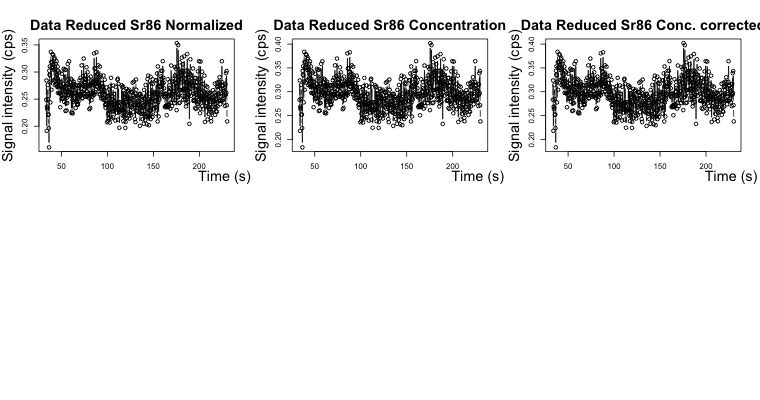 Data Reduced Sr86 Normalized
Signal intensity (cps)
0.20 0.25 0.30 0.35
50 100 150 200
Time (s)
Data Reduced Sr86 Concentration
Signal intensity (cps)
0.20 0.25 0.30 0.35 0.40
50 100 150 200
Time (s)
Data Reduced Sr86 Conc. corrected
Signal intensity (cps)
0.20 0.25 0.30 0.35 0.40
50 100 150 200
Time (s)